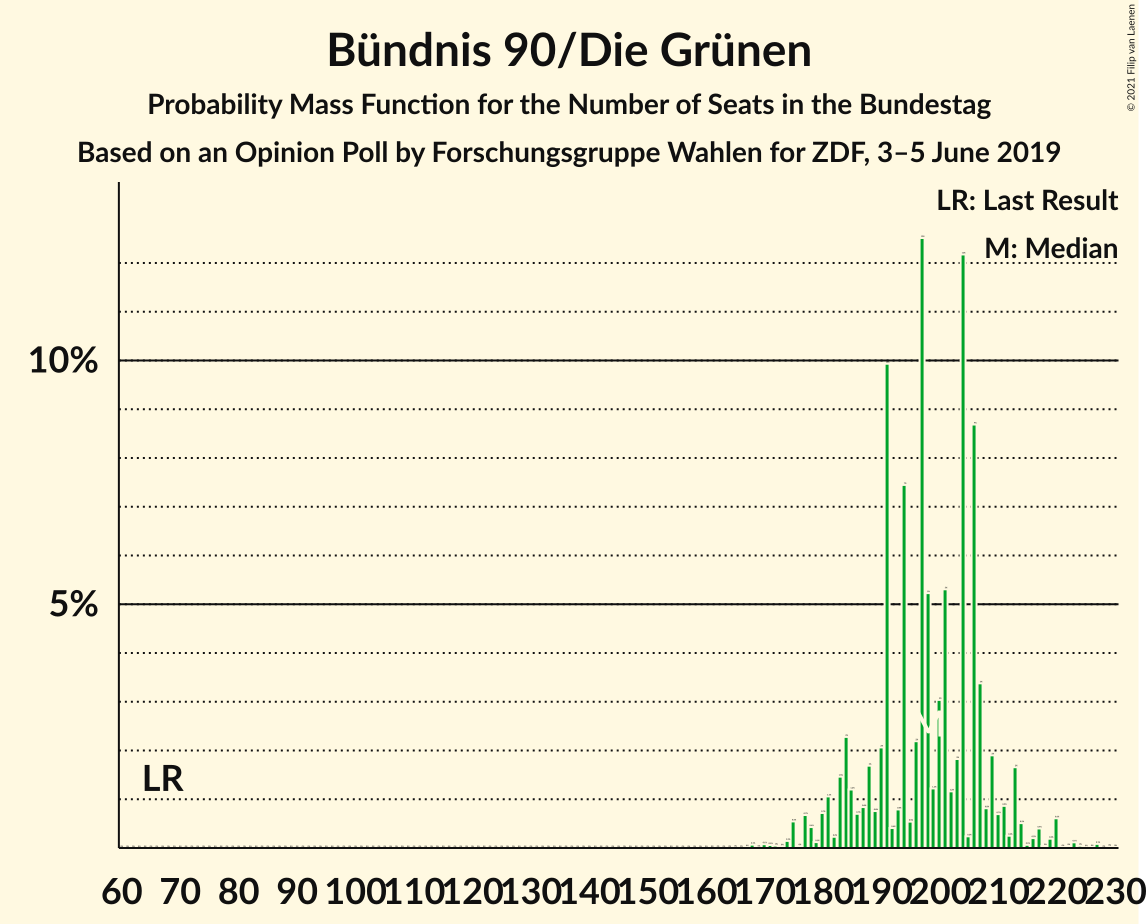 Bündnis 90/Die Grünen
Probability Mass Function for the Number of Seats in the Bundestag
Based on an Opinion Poll by Forschungsgruppe Wahlen for ZDF, 3–5 June 2019
© 2021 Filip van Laenen
LR: Last Result
M: Median
10%
5%
LR
M
60 70 80 90 100 110 120 130 140 150 160 170 180 190 200 210 220 230